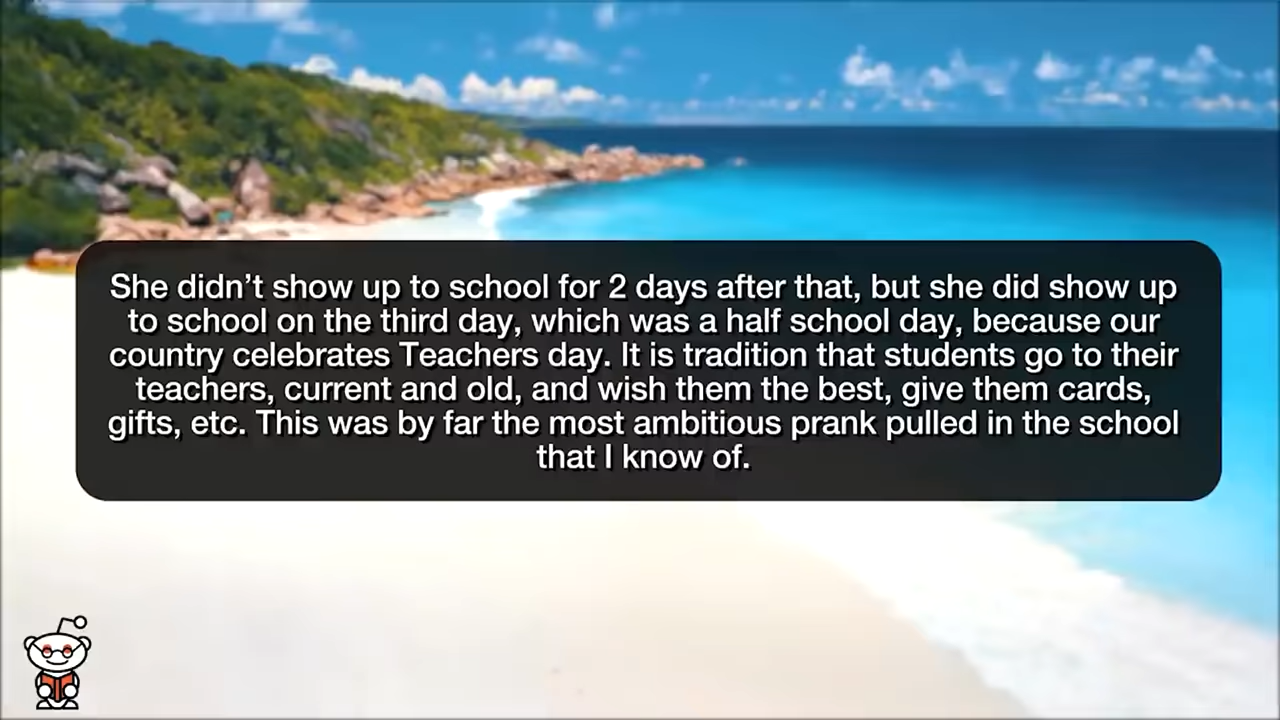 She didn’t show up to school for 2 days after that, but she did show up
to school on the third day, which was a half school day, because our
country celebrates Teachers day. It is tradition that students go to their
teachers, current and old, and wish them the best, give them cards,
gifts, etc. This was by far the most ambitious prank pulled in the school
that I know of.